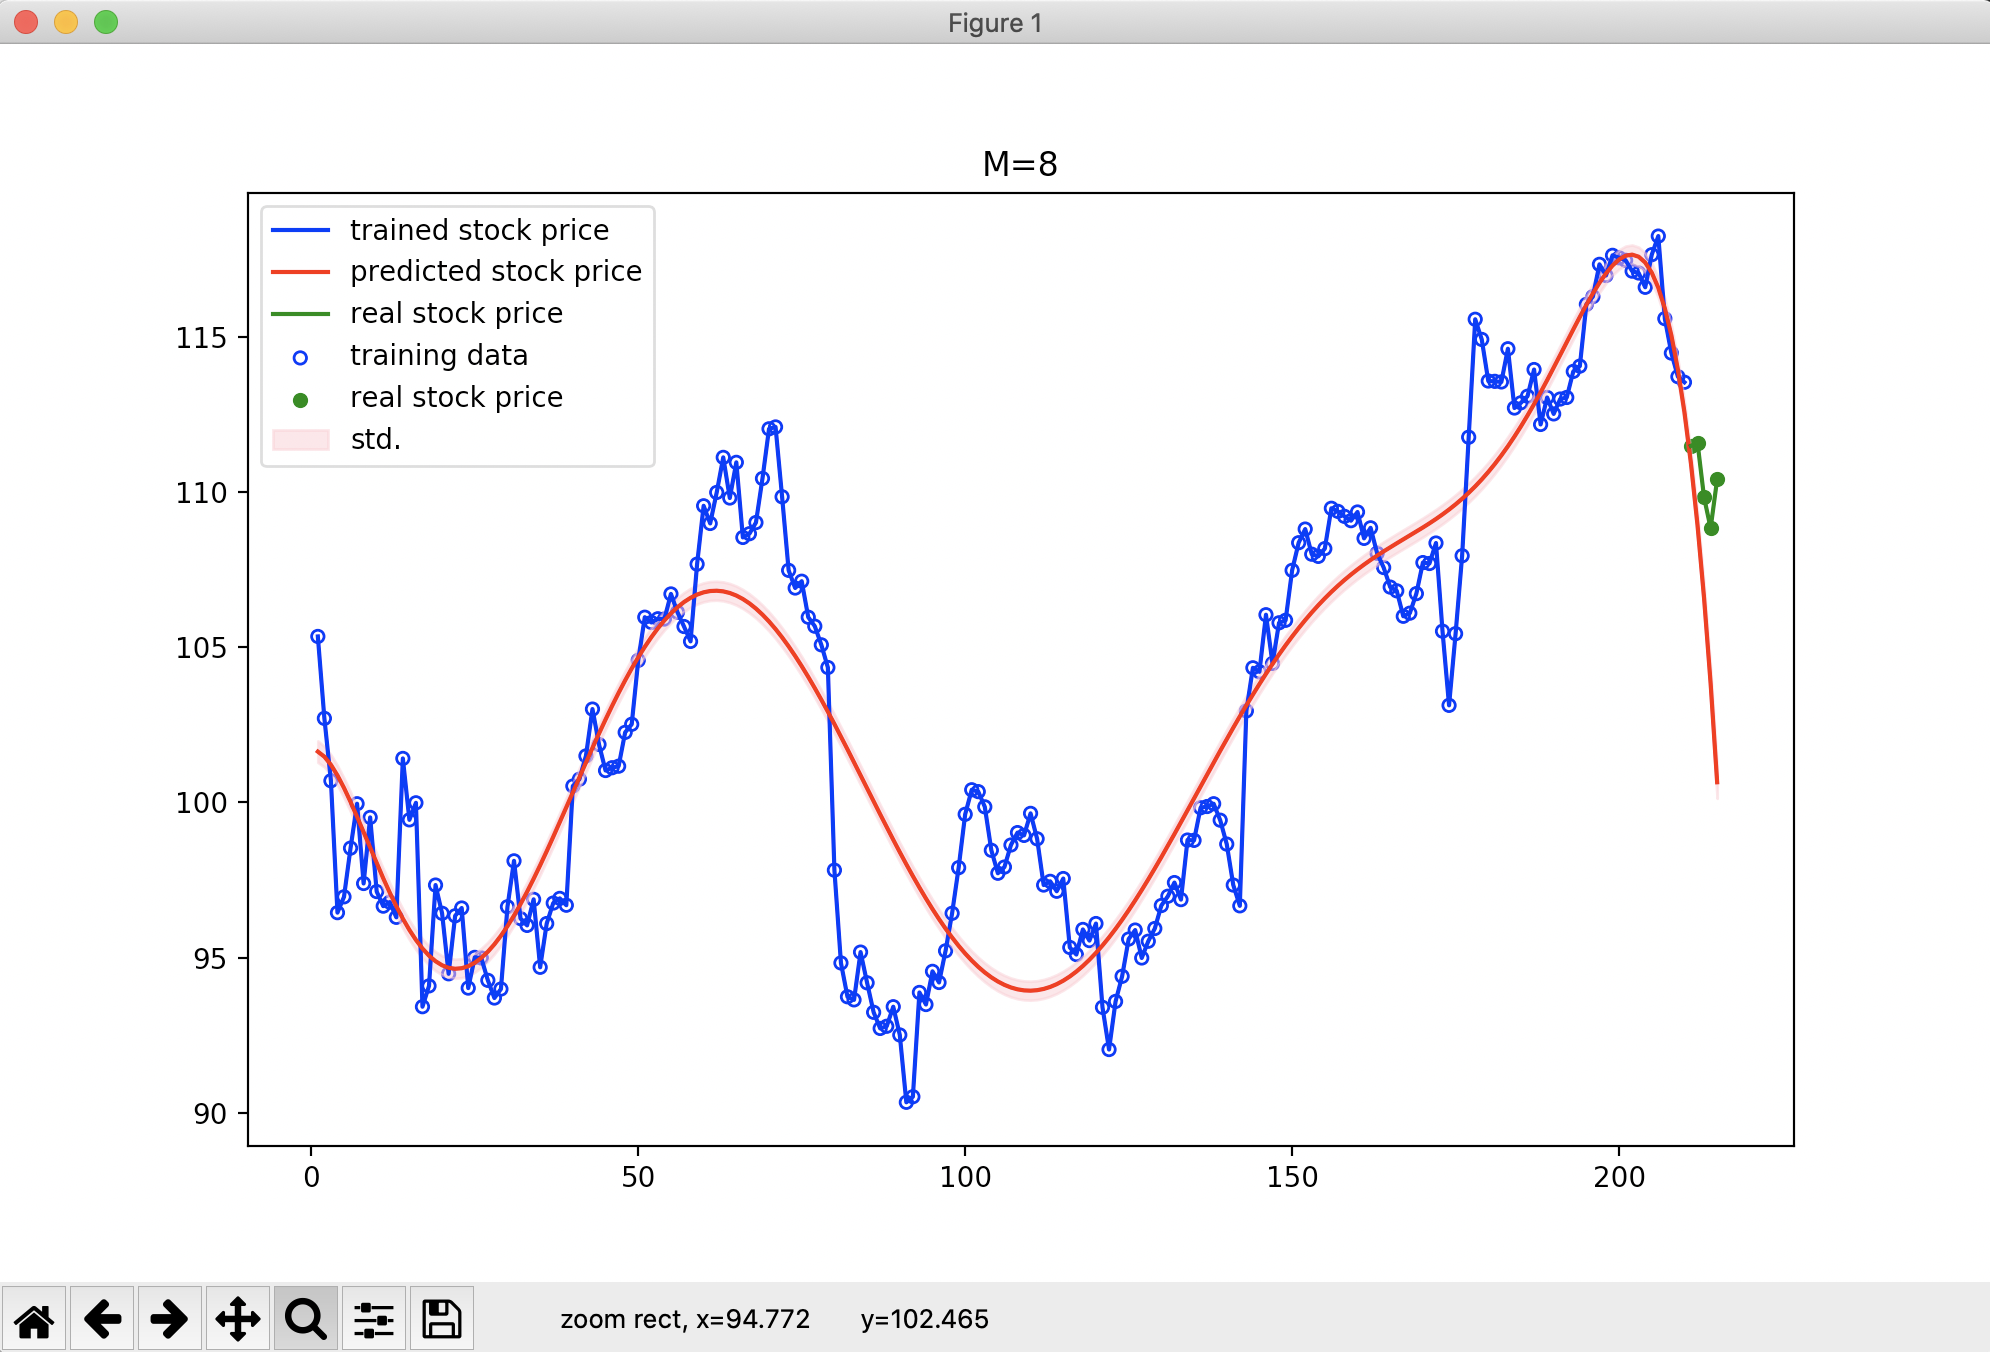 Figure 1
M=8
trained stock price
predicted stock price
real stock price
training data
real stock price
std.
115
110
105
100
95
90
0 50 100 150 200
zoom rect, x=94.772 y=102.465